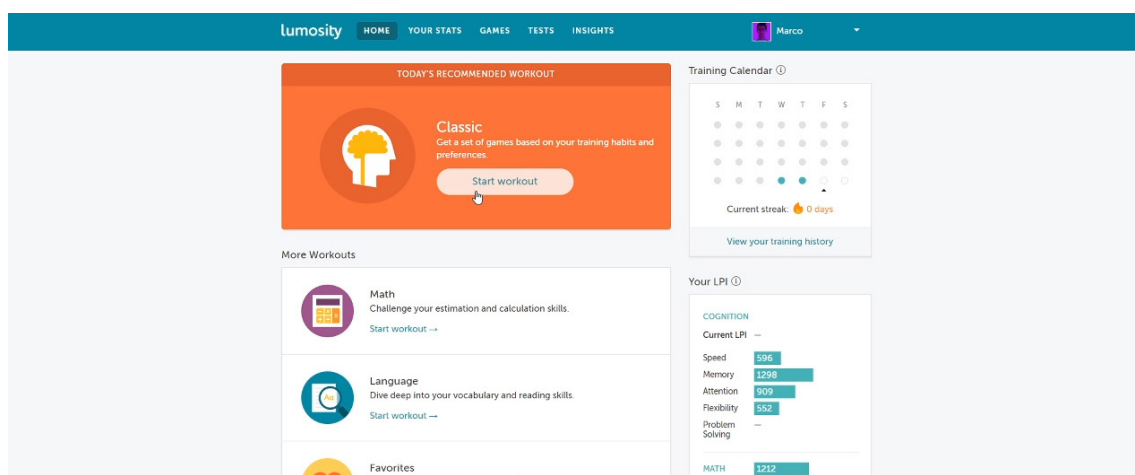 lumosity
HOME YOUR STATS GAMES TESTS INSIGHTS
Marco
TODAY'S RECOMMENDED WORKOUT
Classic
Get a set of games based on your training habits and
preferences.
Start workout
More Workouts
Math
Challenge your estimation and calculation skills.
Start workout →
Language
Dive deep into your vocabulary and reading skills.
Start workout →
Favorites
Training Calendar ⓘ
S M T W T F S
Current streak: 0 days
View your training history
Your LPI ⓘ
COGNITION
Current LPI —
Speed 596
Memory 1298
Attention 909
Flexibility 552
Problem —
Solving
MATH 1212